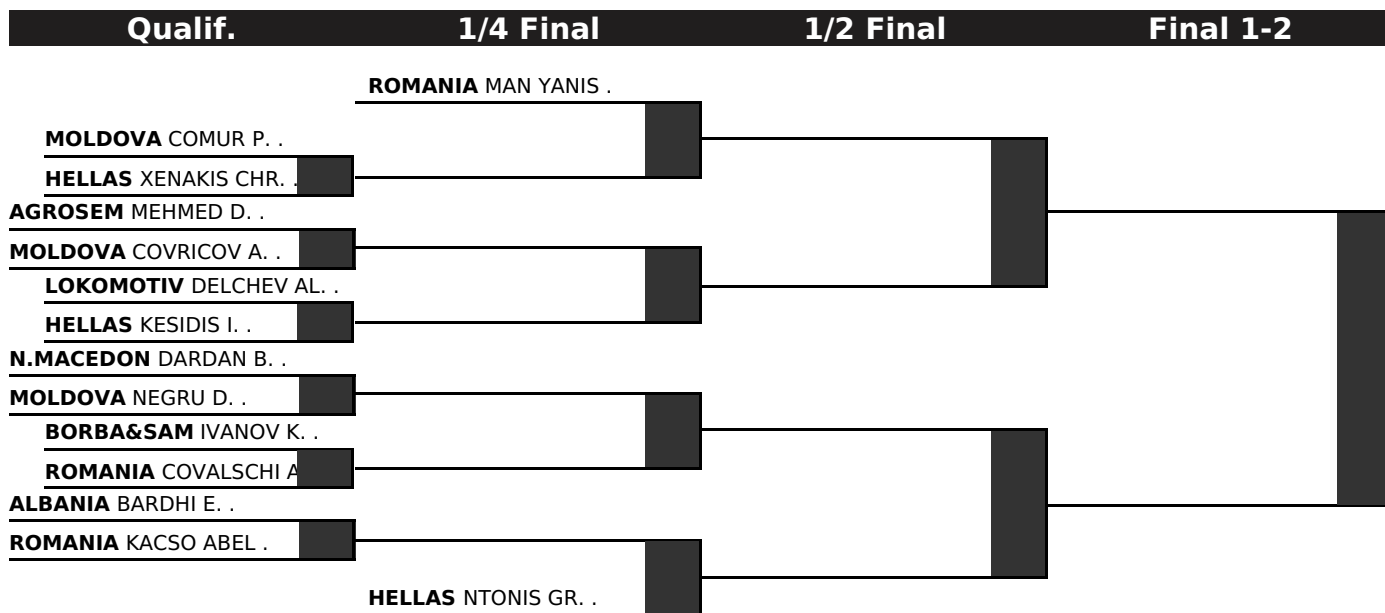 Qualif. 1/4 Final 1/2 Final Final 1-2
ROMANIA MAN YANIS .
MOLDOVA COMUR P. .
HELLAS XENAKIS CHR. .
AGROSEM MEHMED D. .
MOLDOVA COVRICOV A. .
LOKOMOTIV DELCHEV AL. .
HELLAS KESIDIS I. .
N.MACEDON DARDAN B. .
MOLDOVA NEGRU D. .
BORBA&SAM IVANOV K. .
ROMANIA COVALSCHI A
ALBANIA BARDHI E. .
ROMANIA KACSO ABEL .
HELLAS NTONIS GR. .